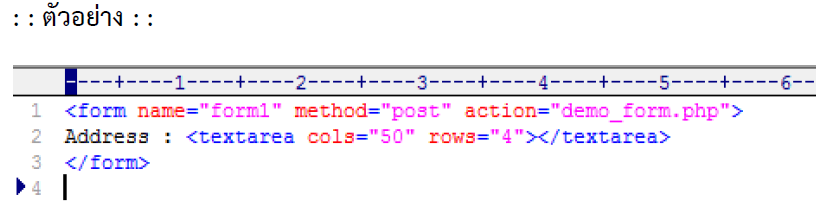 : : ตัวอย่าง : :
----+----1----+----2----+----3----+----4----+----5----+----6--
1 <form name="form1" method="post" action="demo_form.php">
2 Address : <textarea cols="50" rows="4"></textarea>
3 </form>
4